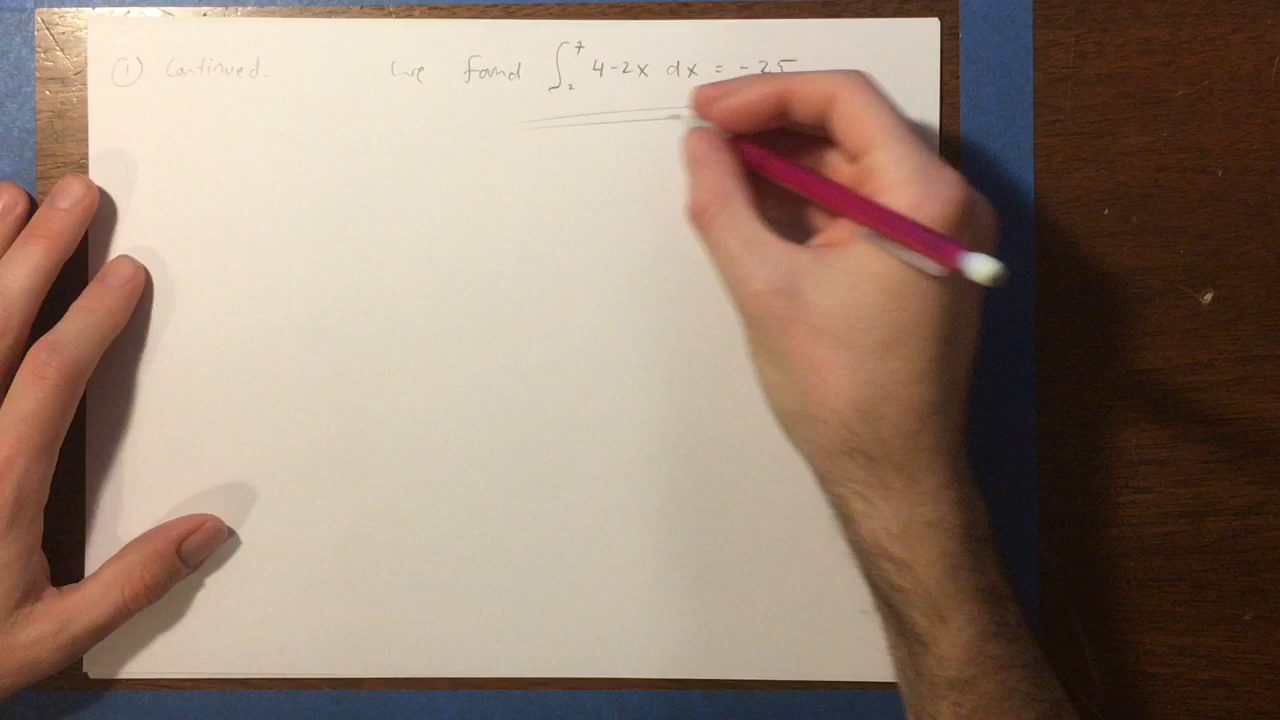 ① Continued. We found ∫₂⁷ 4-2x dx = -25